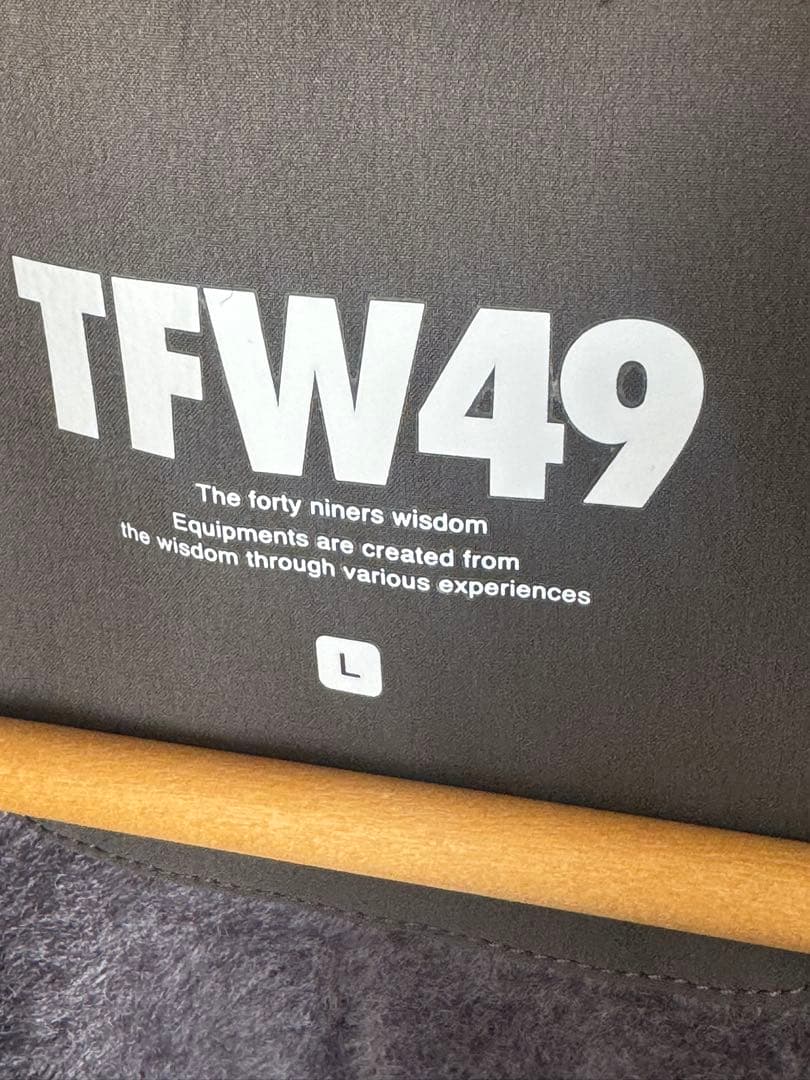 TFW49
The forty niners wisdom
Equipments are created from
the wisdom through various experiences
L